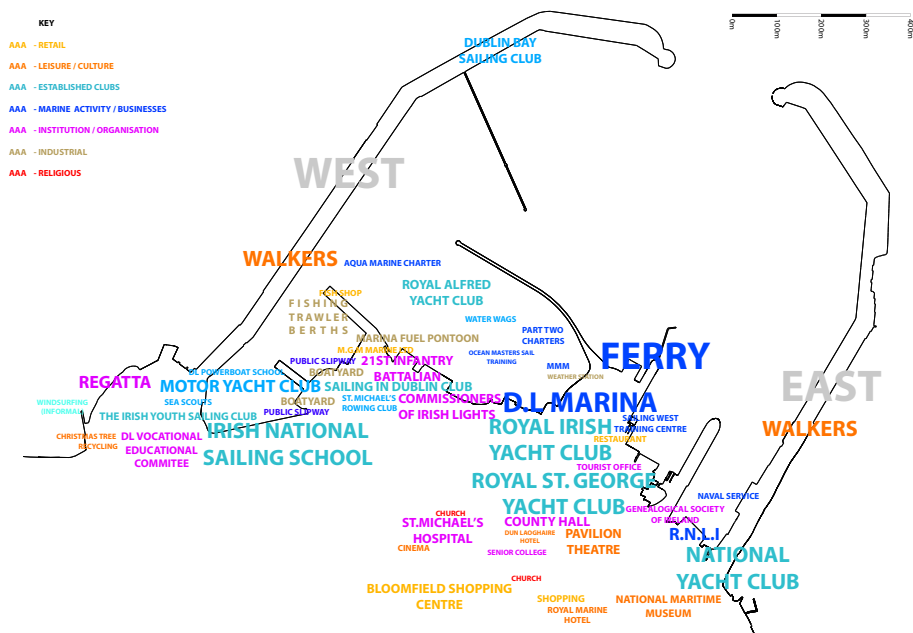 KEY
AAA - RETAIL
AAA - LEISURE / CULTURE
AAA - ESTABLISHED CLUBS
AAA - MARINE ACTIVITY / BUSINESSES
AAA - INSTITUTION / ORGANISATION
AAA - INDUSTRIAL
AAA - RELIGIOUS
0m
100m
200m
300m
400m
DUBLIN BAY
SAILING CLUB
WEST
WALKERS
AQUA MARINE CHARTER
ROYAL ALFRED
YACHT CLUB
FISH SHOP
FISHING
TRAWLER
BERTHS
WATER WAGS
PART TWO
CHARTERS
MARINA FUEL PONTOON
M.G.M MARINE LTD
OCEAN MASTERS SAIL
TRAINING
FERRY
PUBLIC SLIPWAY
21ST INFANTRY
BATTALIAN
MMM
WEATHER STATION
DL POWERBOAT SCHOOL
BOATYARD
REGATTA
MOTOR YACHT CLUB
SAILING IN DUBLIN CLUB
EAST
WINDSURFING
(INFORMAL)
SEA SCOUTS
BOATYARD
ST.MICHAEL'S
ROWING CLUB
COMMISSIONERS
OF IRISH LIGHTS
D.L MARINA
THE IRISH YOUTH SAILING CLUB
PUBLIC SLIPWAY
SAILING WEST
TRAINING CENTRE
WALKERS
IRISH NATIONAL
SAILING SCHOOL
ROYAL IRISH
YACHT CLUB
RESTAURANT
CHRISTMAS TREE
RECYCLING
DL VOCATIONAL
EDUCATIONAL
COMMITEE
TOURIST OFFICE
ROYAL ST. GEORGE
YACHT CLUB
NAVAL SERVICE
GENEALOGICAL SOCIETY
OF IRELAND
CHURCH
ST.MICHAEL'S
HOSPITAL
COUNTY HALL
DUN LAOGHAIRE
HOTEL
PAVILION
THEATRE
R.N.L.I
CINEMA
SENIOR COLLEGE
NATIONAL
YACHT CLUB
CHURCH
BLOOMFIELD SHOPPING
CENTRE
SHOPPING
ROYAL MARINE
HOTEL
NATIONAL MARITIME
MUSEUM